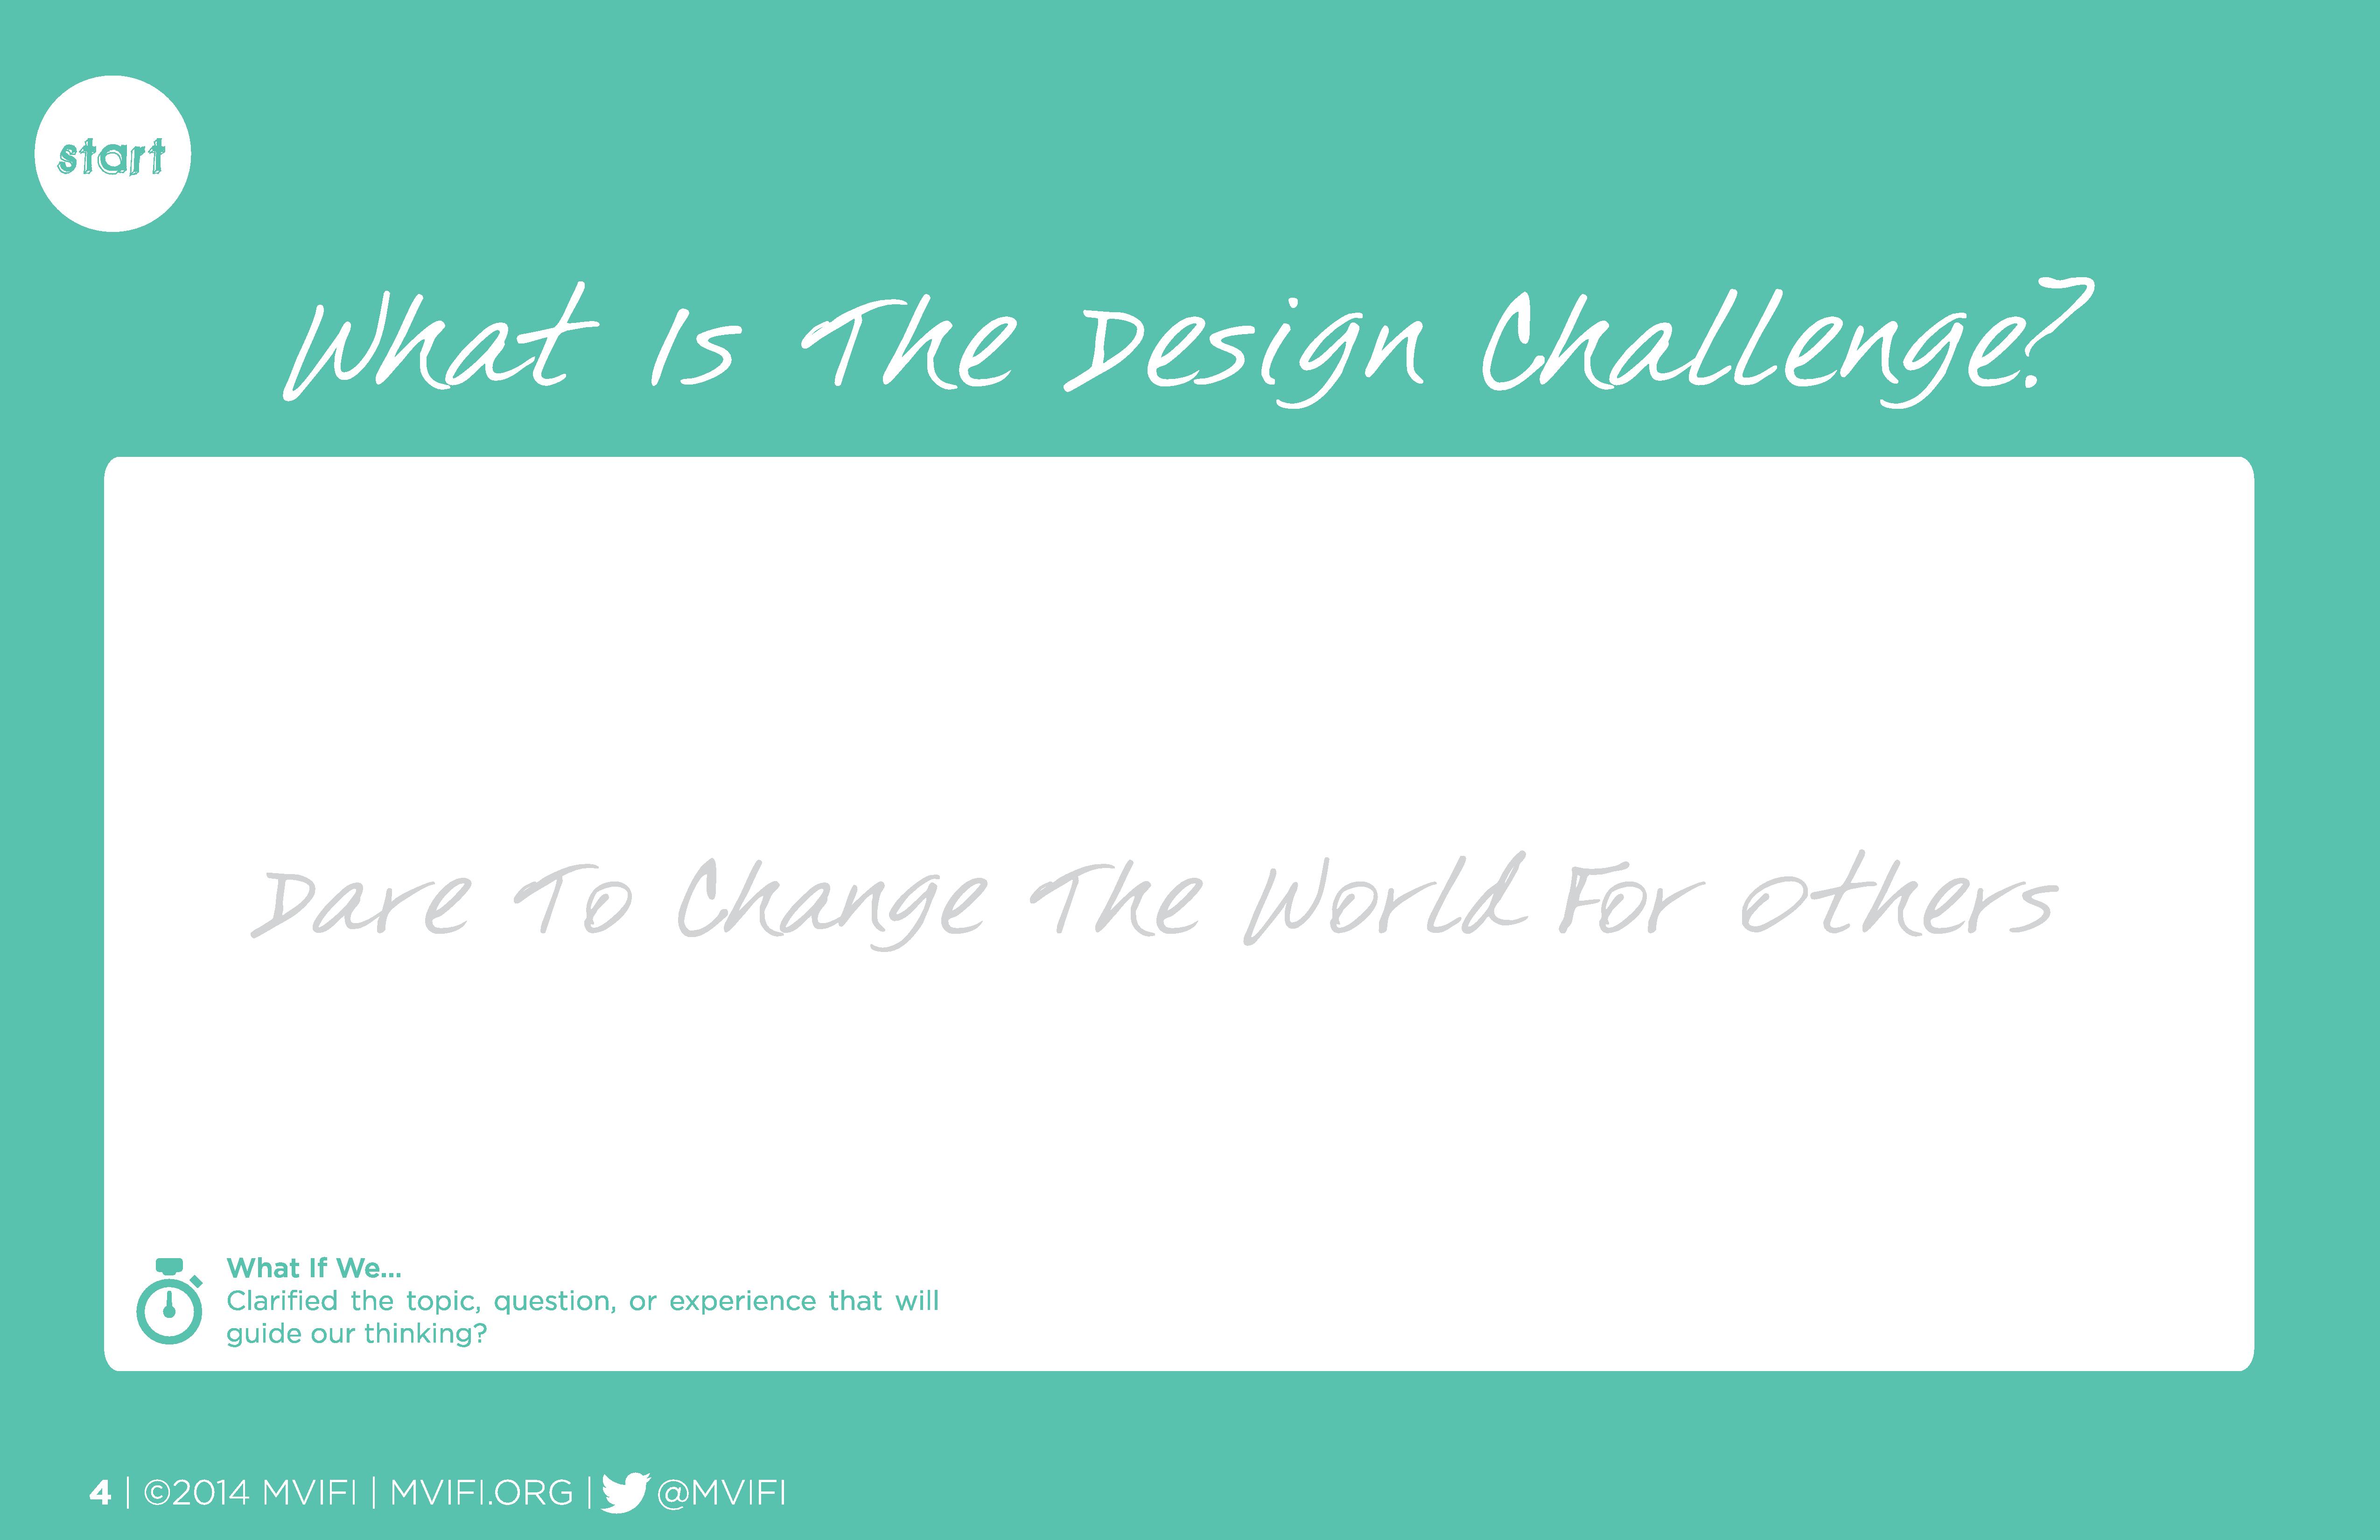 start
What Is The Design Challenge?
Dare To Change The World For Others
What If We...
Clarified the topic, question, or experience that will
guide our thinking?
4 | ©2014 MVIFI | MVIFI.ORG | @MVIFI